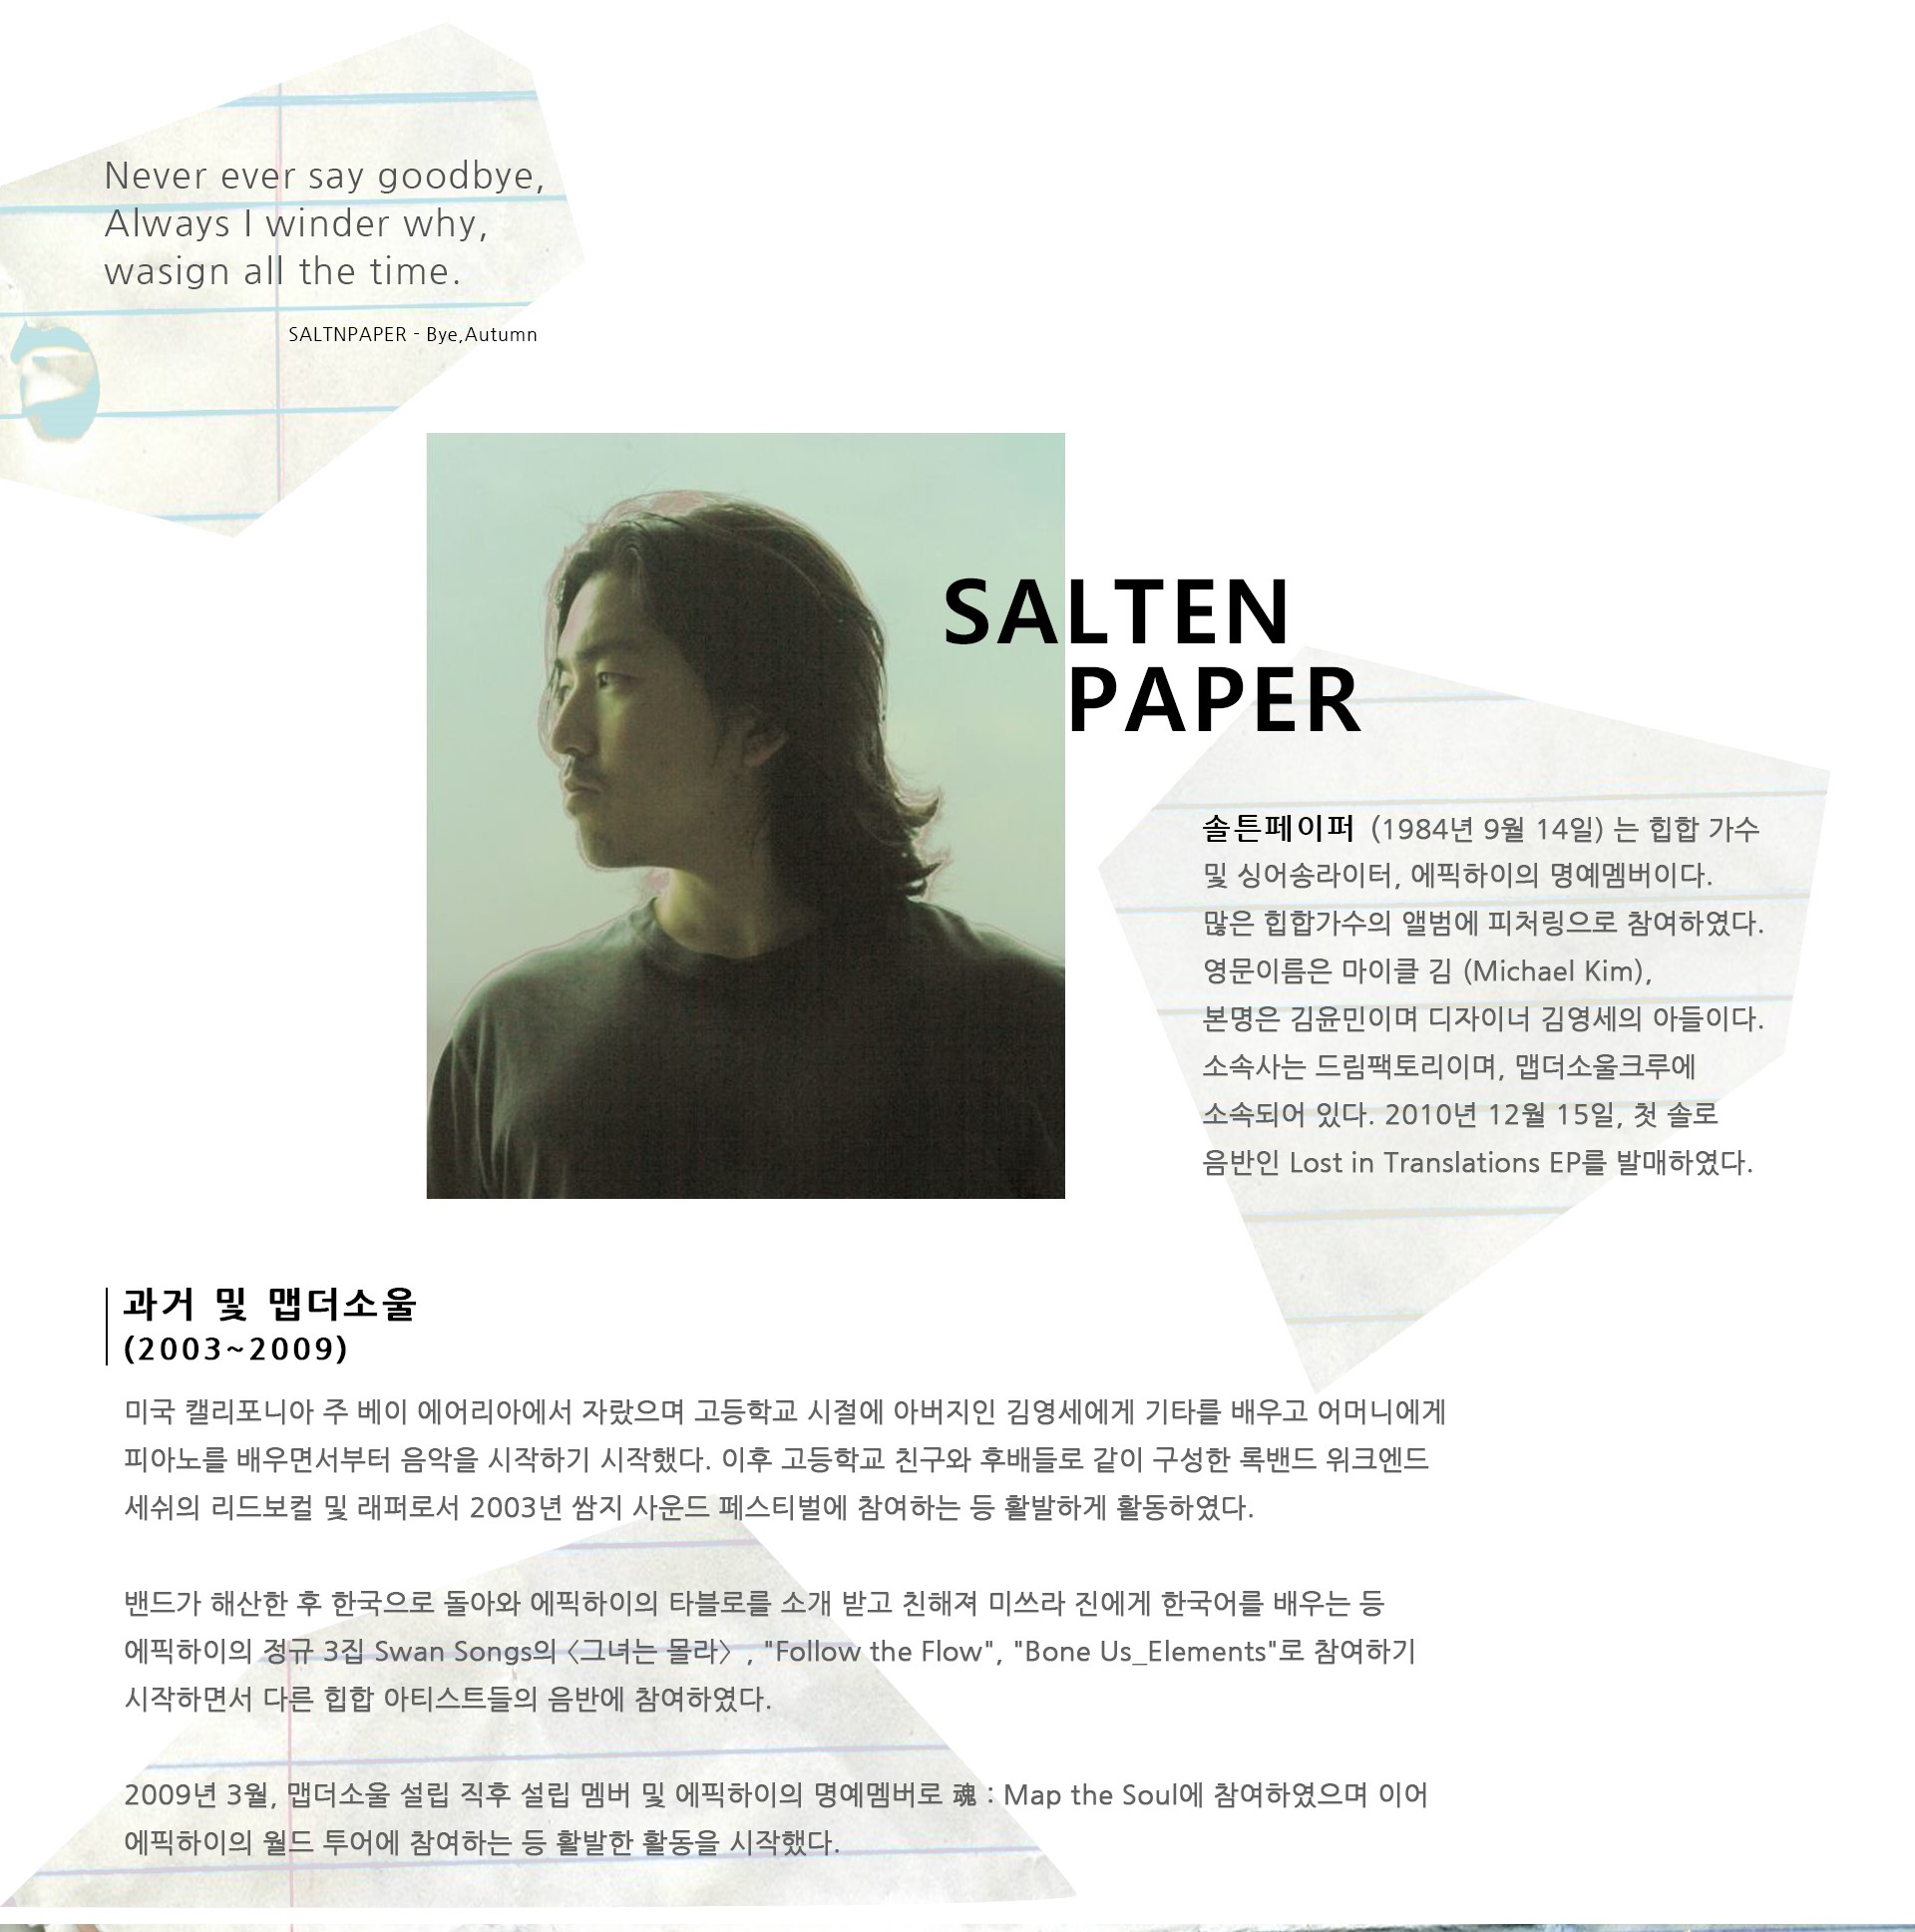 Never ever say goodbye,
Always I winder why,
wasign all the time.
SALTNPAPER - Bye,Autumn
SALTEN
PAPER
솔튼페이퍼 (1984년 9월 14일) 는 힙합 가수
및 싱어송라이터, 에픽하이의 명예멤버이다.
많은 힙합가수의 앨범에 피처링으로 참여하였다.
영문이름은 마이클 김 (Michael Kim),
본명은 김윤민이며 디자이너 김영세의 아들이다.
소속사는 드림팩토리이며, 맵더소울크루에
소속되어 있다. 2010년 12월 15일, 첫 솔로
음반인 Lost in Translations EP를 발매하였다.
과거 및 맵더소울
(2003~2009)
미국 캘리포니아 주 베이 에어리아에서 자랐으며 고등학교 시절에 아버지인 김영세에게 기타를 배우고 어머니에게
피아노를 배우면서부터 음악을 시작하기 시작했다. 이후 고등학교 친구와 후배들로 같이 구성한 록밴드 위크엔드
세쉬의 리드보컬 및 래퍼로서 2003년 쌈지 사운드 페스티벌에 참여하는 등 활발하게 활동하였다.
밴드가 해산한 후 한국으로 돌아와 에픽하이의 타블로를 소개 받고 친해져 미쓰라 진에게 한국어를 배우는 등
에픽하이의 정규 3집 Swan Songs의 〈그녀는 몰라〉, "Follow the Flow", "Bone Us_Elements"로 참여하기
시작하면서 다른 힙합 아티스트들의 음반에 참여하였다.
2009년 3월, 맵더소울 설립 직후 설립 멤버 및 에픽하이의 명예멤버로 魂 : Map the Soul에 참여하였으며 이어
에픽하이의 월드 투어에 참여하는 등 활발한 활동을 시작했다.